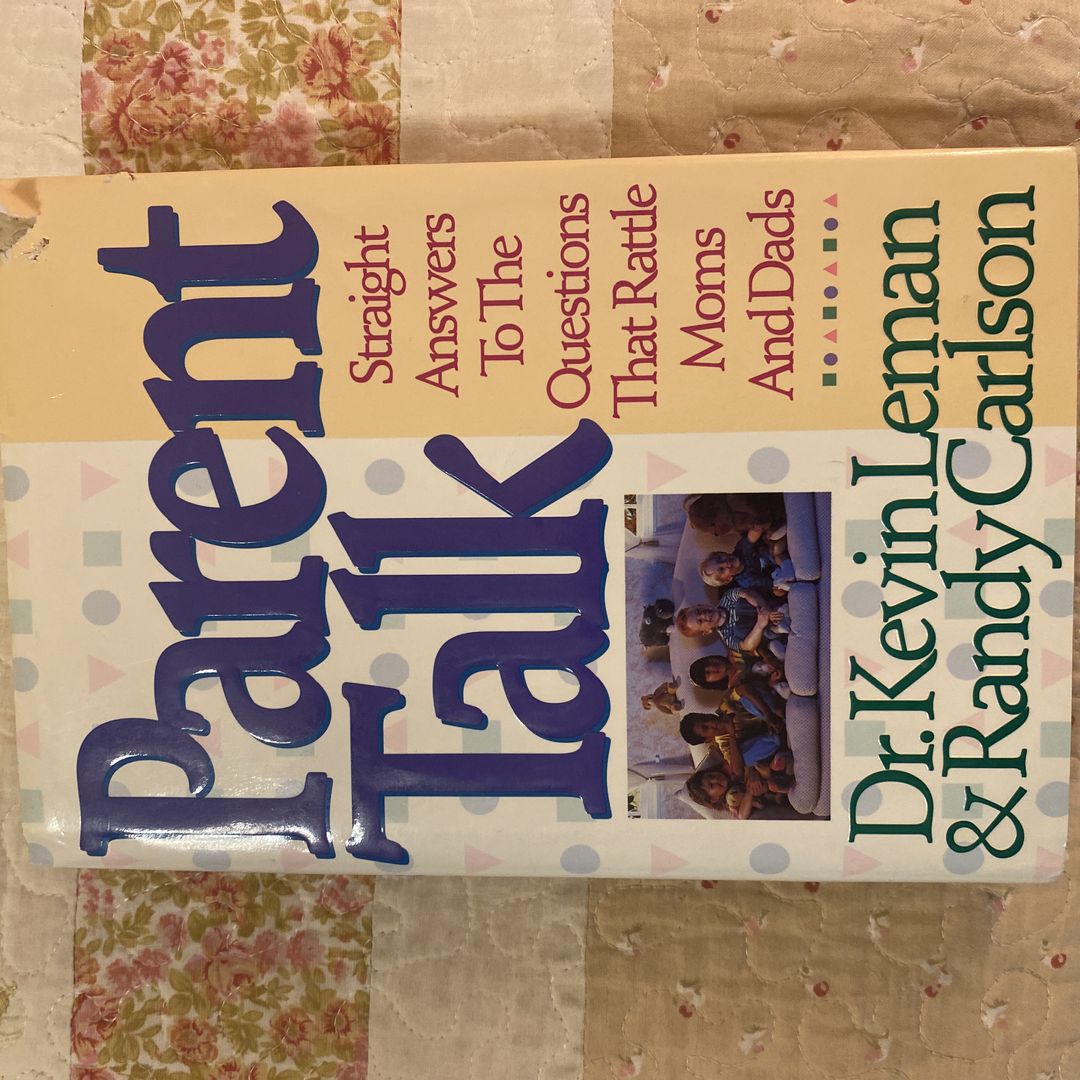 Parent
Talk
Straight
Answers
To The
Questions
That Rattle
Moms
And Dads
Dr. Kevin Leman
& Randy Carlson